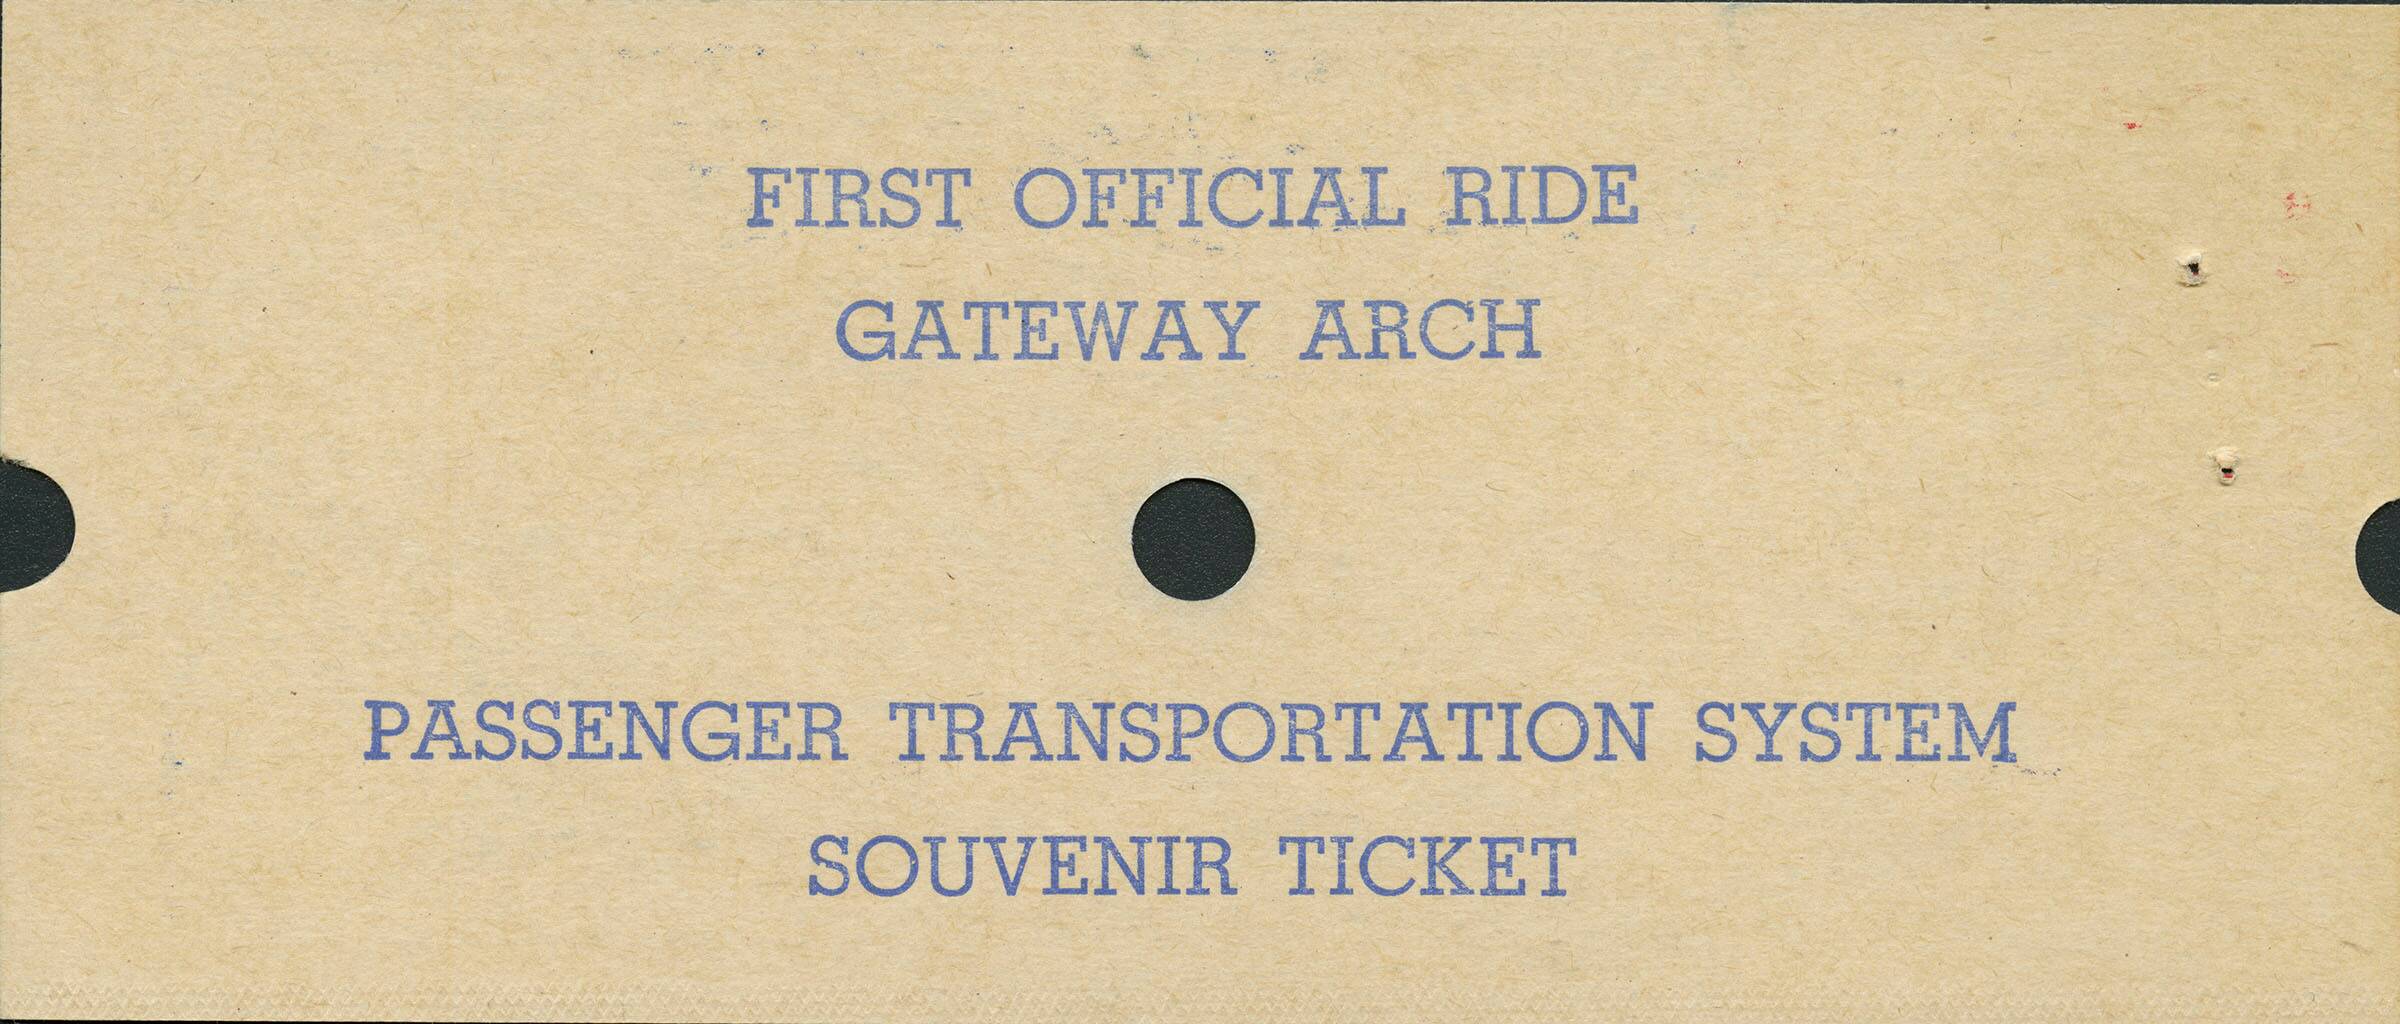 FIRST OFFICIAL RIDE
GATEWAY ARCH
PASSENGER TRANSPORTATION SYSTEM
SOUVENIR TICKET